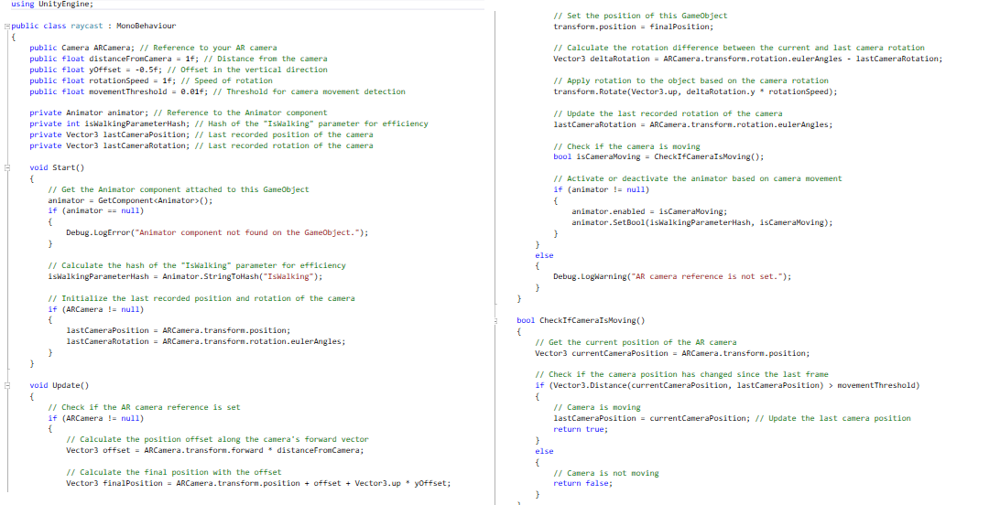 using UnityEngine;
public class raycast : MonoBehaviour
{
public Camera ARCamera; // Reference to your AR camera
public float distanceFromCamera = 1f; // Distance from the camera
public float yOffset = -0.5f; // Offset in the vertical direction
public float rotationSpeed = 1f; // Speed of rotation
public float movementThreshold = 0.01f; // Threshold for camera movement detection
private Animator animator; // Reference to the Animator component
private int isWalkingParameterHash; // Hash of the "IsWalking" parameter for efficiency
private Vector3 lastCameraPosition; // Last recorded position of the camera
private Vector3 lastCameraRotation; // Last recorded rotation of the camera
void Start()
{
// Get the Animator component attached to this GameObject
animator = GetComponent<Animator>();
if (animator == null)
{
Debug.LogError("Animator component not found on the GameObject.");
}
// Calculate the hash of the "IsWalking" parameter for efficiency
isWalkingParameterHash = Animator.StringToHash("IsWalking");
// Initialize the last recorded position and rotation of the camera
if (ARCamera != null)
{
lastCameraPosition = ARCamera.transform.position;
lastCameraRotation = ARCamera.transform.rotation.eulerAngles;
}
}
void Update()
{
// Check if the AR camera reference is set
if (ARCamera != null)
{
// Calculate the position offset along the camera's forward vector
Vector3 offset = ARCamera.transform.forward * distanceFromCamera;
// Calculate the final position with the offset
Vector3 finalPosition = ARCamera.transform.position + offset + Vector3.up * yOffset;
// Set the position of this GameObject
transform.position = finalPosition;
// Calculate the rotation difference between the current and last camera rotation
Vector3 deltaRotation = ARCamera.transform.rotation.eulerAngles - lastCameraRotation;
// Apply rotation to the object based on the camera rotation
transform.Rotate(Vector3.up, deltaRotation.y * rotationSpeed);
// Update the last recorded rotation of the camera
lastCameraRotation = ARCamera.transform.rotation.eulerAngles;
// Check if the camera is moving
bool isCameraMoving = CheckIfCameraIsMoving();
// Activate or deactivate the animator based on camera movement
if (animator != null)
{
animator.enabled = isCameraMoving;
animator.SetBool(isWalkingParameterHash, isCameraMoving);
}
}
else
{
Debug.LogWarning("AR camera reference is not set.");
}
}
bool CheckIfCameraIsMoving()
{
// Get the current position of the AR camera
Vector3 currentCameraPosition = ARCamera.transform.position;
// Check if the camera position has changed since the last frame
if (Vector3.Distance(currentCameraPosition, lastCameraPosition) > movementThreshold)
{
// Camera is moving
lastCameraPosition = currentCameraPosition; // Update the last camera position
return true;
}
else
{
// Camera is not moving
return false;
}
}